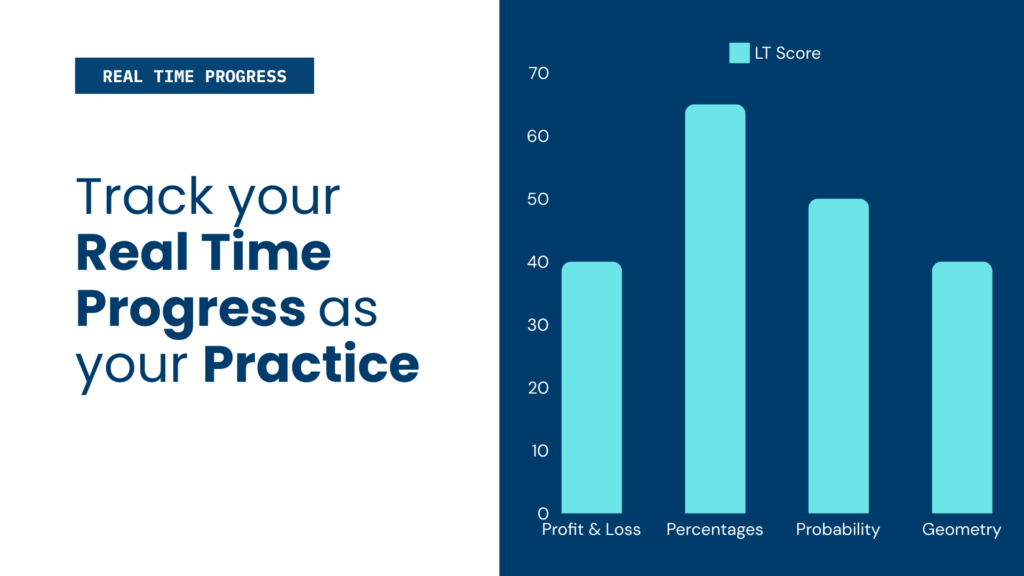 REAL TIME PROGRESS
Track your
Real Time
Progress as
your Practice
LT Score
70
60
50
40
30
20
10
0
Profit & Loss
Percentages
Probability
Geometry